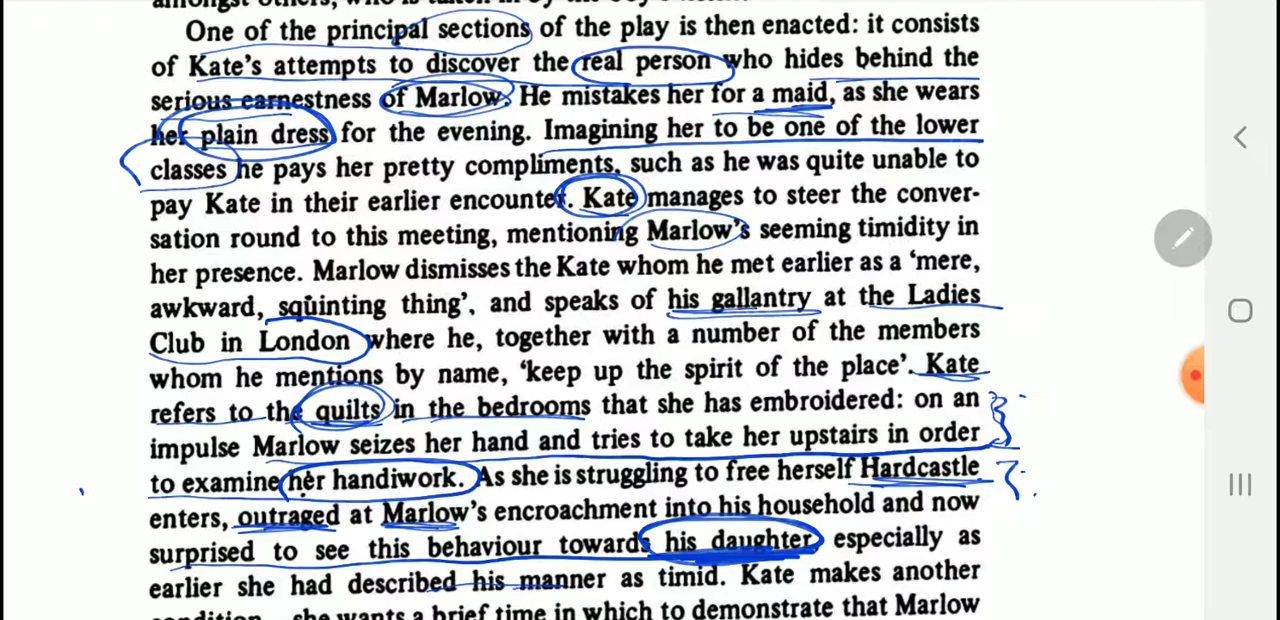 One of the principal sections of the play is then enacted: it consists
of Kate's attempts to discover the real person who hides behind the
serious earnestness of Marlow. He mistakes her for a maid, as she wears
her plain dress for the evening. Imagining her to be one of the lower
classes he pays her pretty compliments, such as he was quite unable to
pay Kate in their earlier encounter. Kate manages to steer the conver-
sation round to this meeting, mentioning Marlow's seeming timidity in
her presence. Marlow dismisses the Kate whom he met earlier as a 'mere,
awkward, squinting thing', and speaks of his gallantry at the Ladies
Club in London where he, together with a number of the members
whom he mentions by name, 'keep up the spirit of the place'. Kate
refers to the quilts in the bedrooms that she has embroidered: on an
impulse Marlow seizes her hand and tries to take her upstairs in order
to examine her handiwork. As she is struggling to free herself Hardcastle
enters, outraged at Marlow's encroachment into his household and now
surprised to see this behaviour towards his daughter, especially as
earlier she had described his manner as timid. Kate makes another
she wants a brief time in which to demonstrate that Marlow